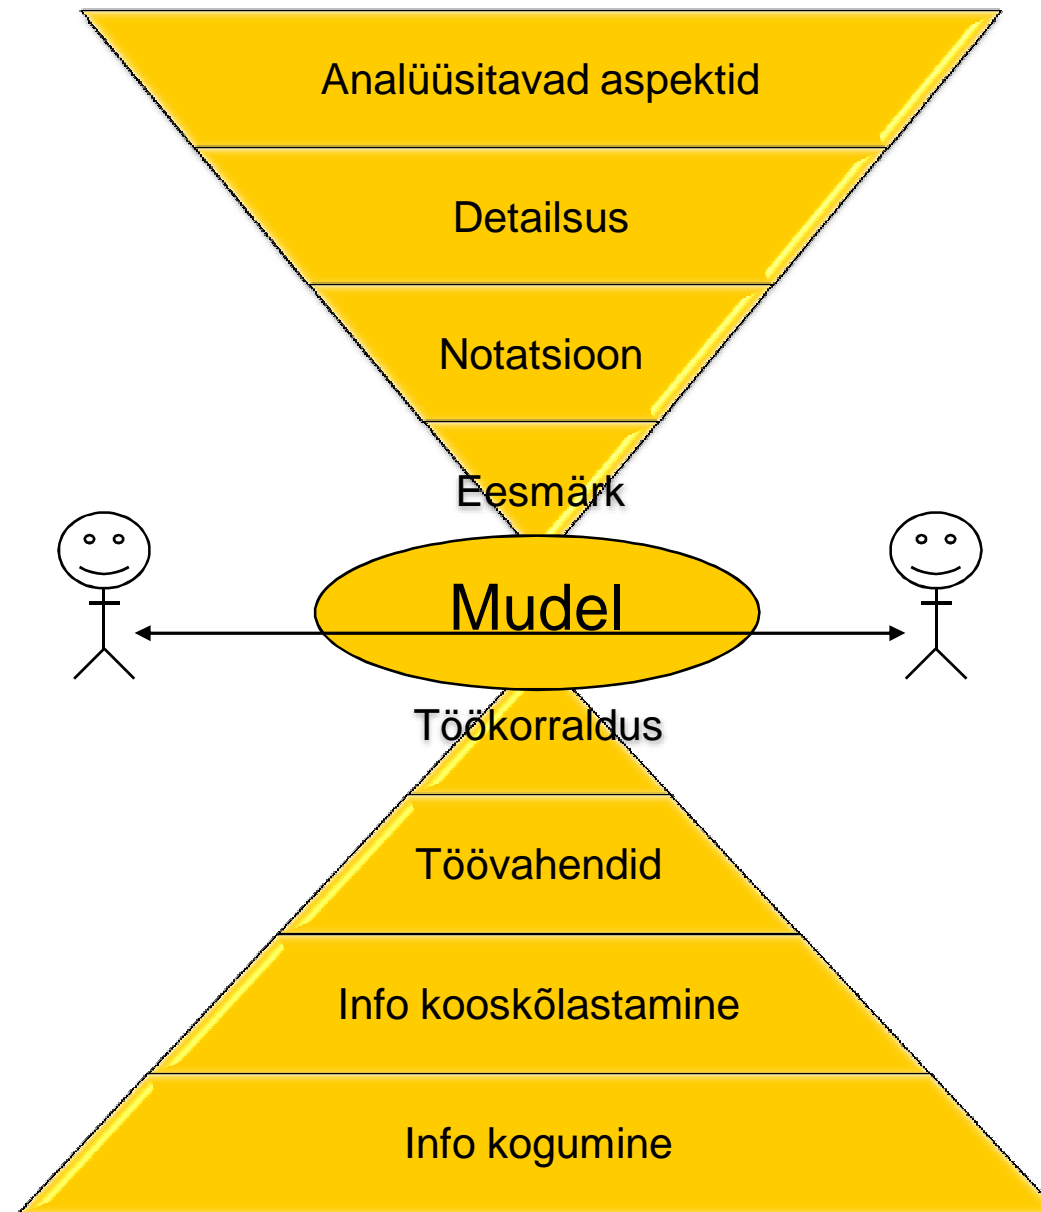 Analüüsitavad aspektid
Detailsus
Notatsioon
Eesmärk
Mudel
Töökorraldus
Töövahendid
Info kooskõlastamine
Info kogumine